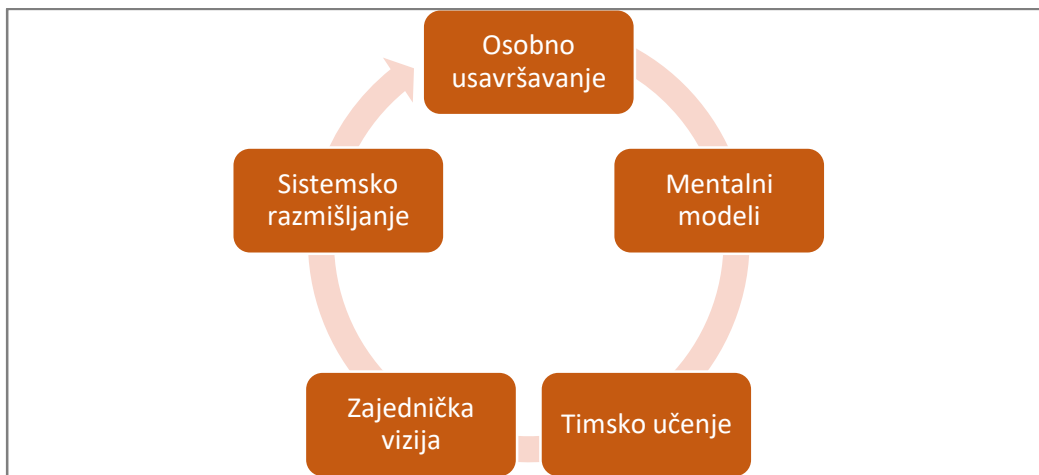 Osobno
usavršavanje
Mentalni
modeli
Timsko učenje
Zajednička
vizija
Sistemsko
razmišljanje